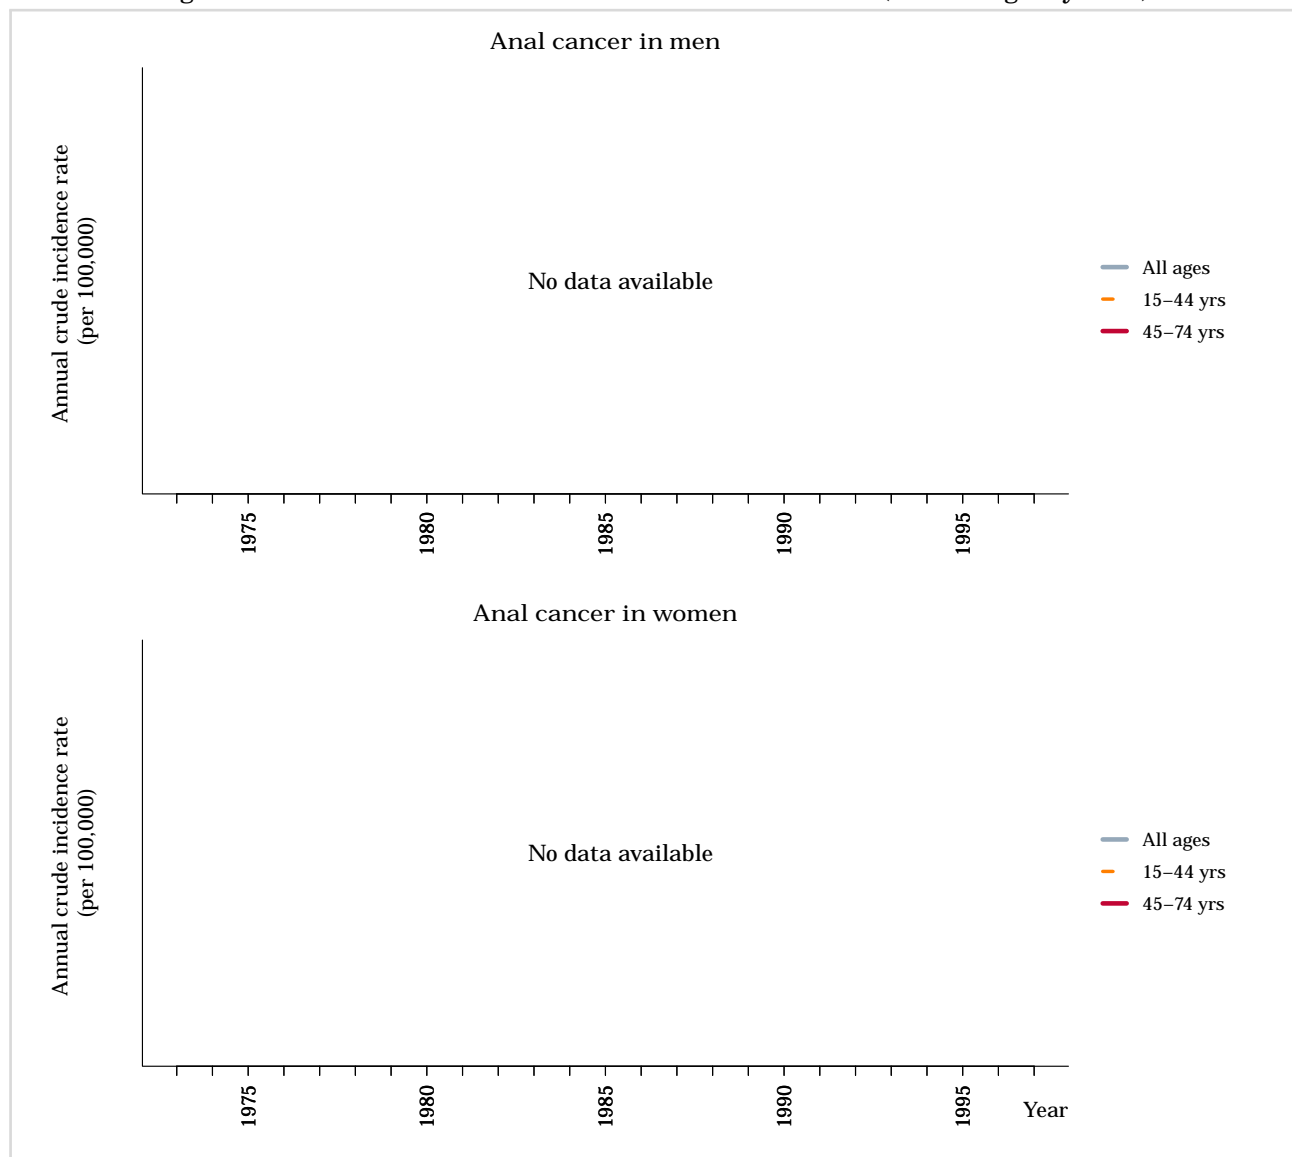 Anal cancer in men
Annual crude incidence rate
(per 100,000)
No data available
All ages
15–44 yrs
45–74 yrs
1975
1980
1985
1990
1995
Anal cancer in women
Annual crude incidence rate
(per 100,000)
No data available
All ages
15–44 yrs
45–74 yrs
1975
1980
1985
1990
1995
Year